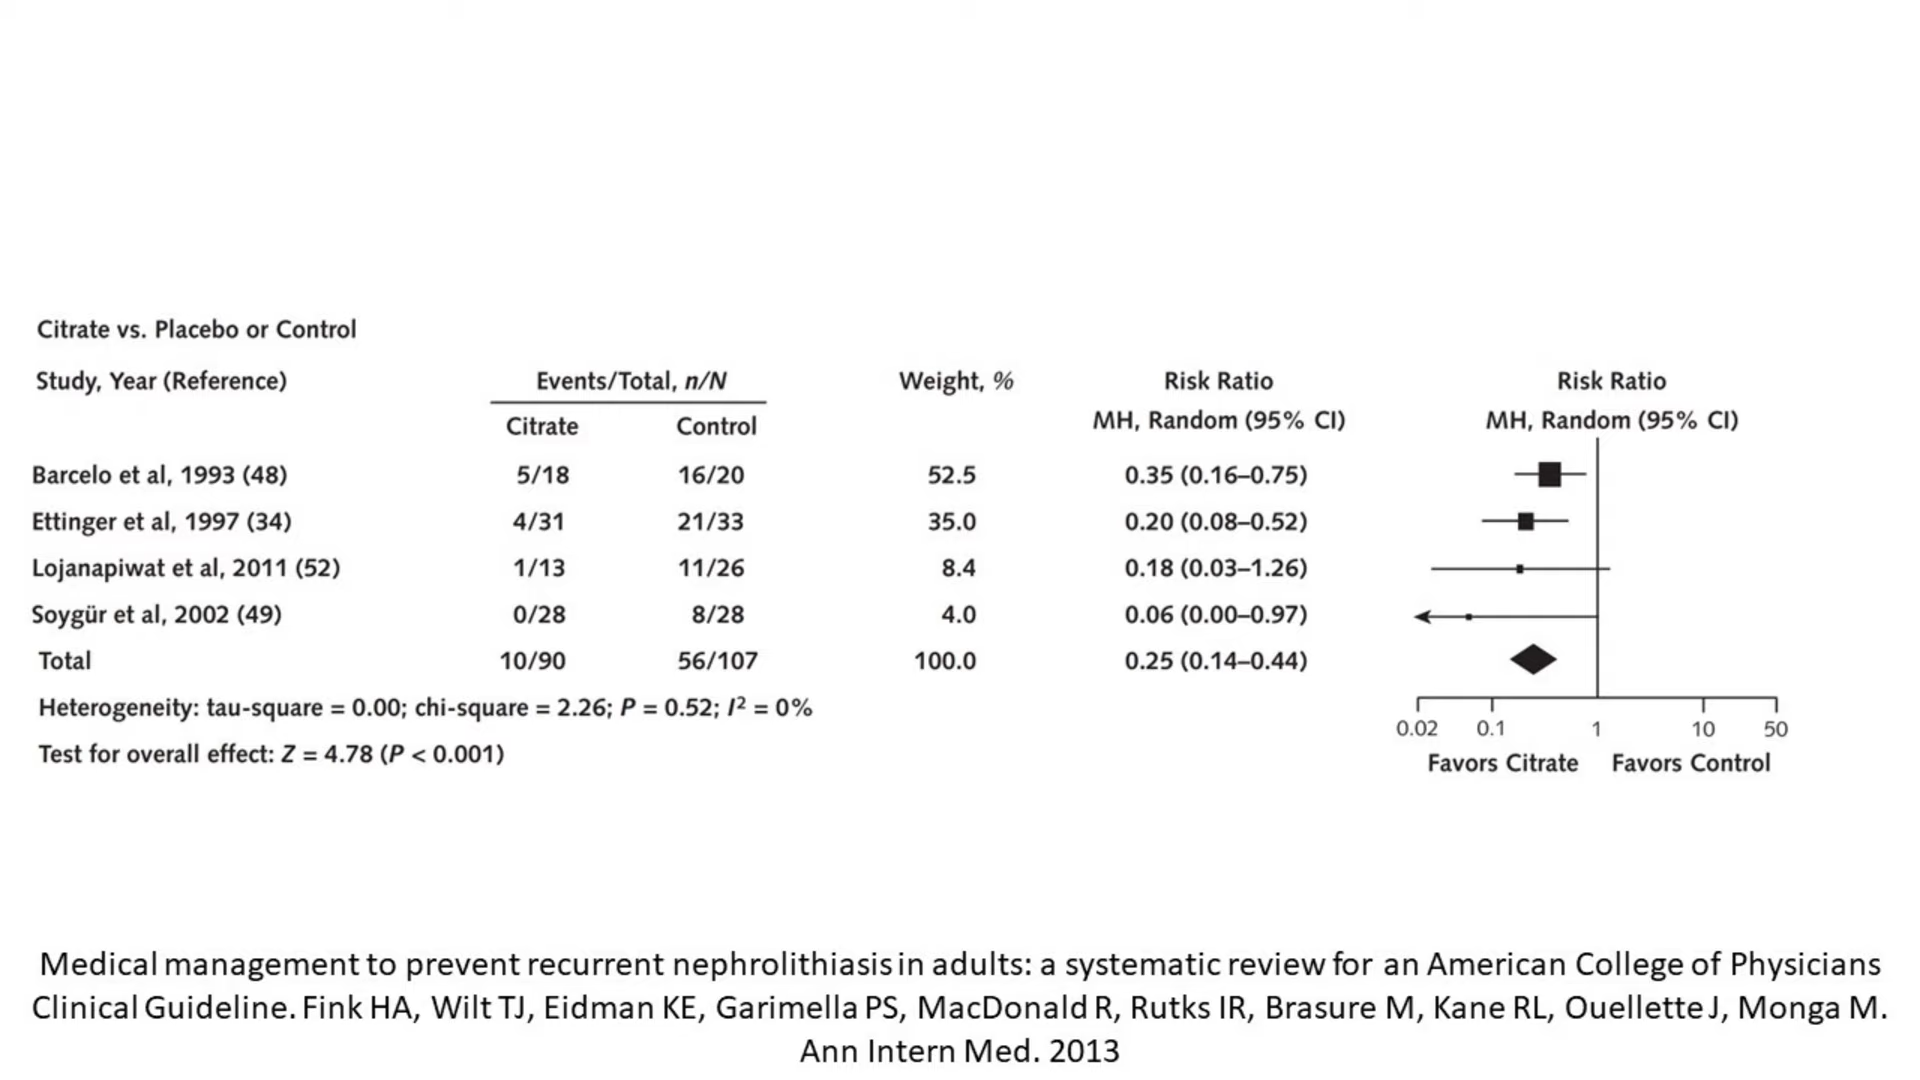 Citrate vs. Placebo or Control
Study, Year (Reference) Events/Total, n/N Weight, % Risk Ratio Risk Ratio
Citrate Control MH, Random (95% CI) MH, Random (95% CI)
Barcelo et al, 1993 (48) 5/18 16/20 52.5 0.35 (0.16–0.75)
Ettinger et al, 1997 (34) 4/31 21/33 35.0 0.20 (0.08–0.52)
Lojanapiwat et al, 2011 (52) 1/13 11/26 8.4 0.18 (0.03–1.26)
Soygür et al, 2002 (49) 0/28 8/28 4.0 0.06 (0.00–0.97)
Total 10/90 56/107 100.0 0.25 (0.14–0.44)
Heterogeneity: tau-square = 0.00; chi-square = 2.26; P = 0.52; I² = 0%
Test for overall effect: Z = 4.78 (P < 0.001)
0.02 0.1 1 10 50
Favors Citrate Favors Control
Medical management to prevent recurrent nephrolithiasis in adults: a systematic review for an American College of Physicians
Clinical Guideline. Fink HA, Wilt TJ, Eidman KE, Garimella PS, MacDonald R, Rutks IR, Brasure M, Kane RL, Ouellette J, Monga M.
Ann Intern Med. 2013